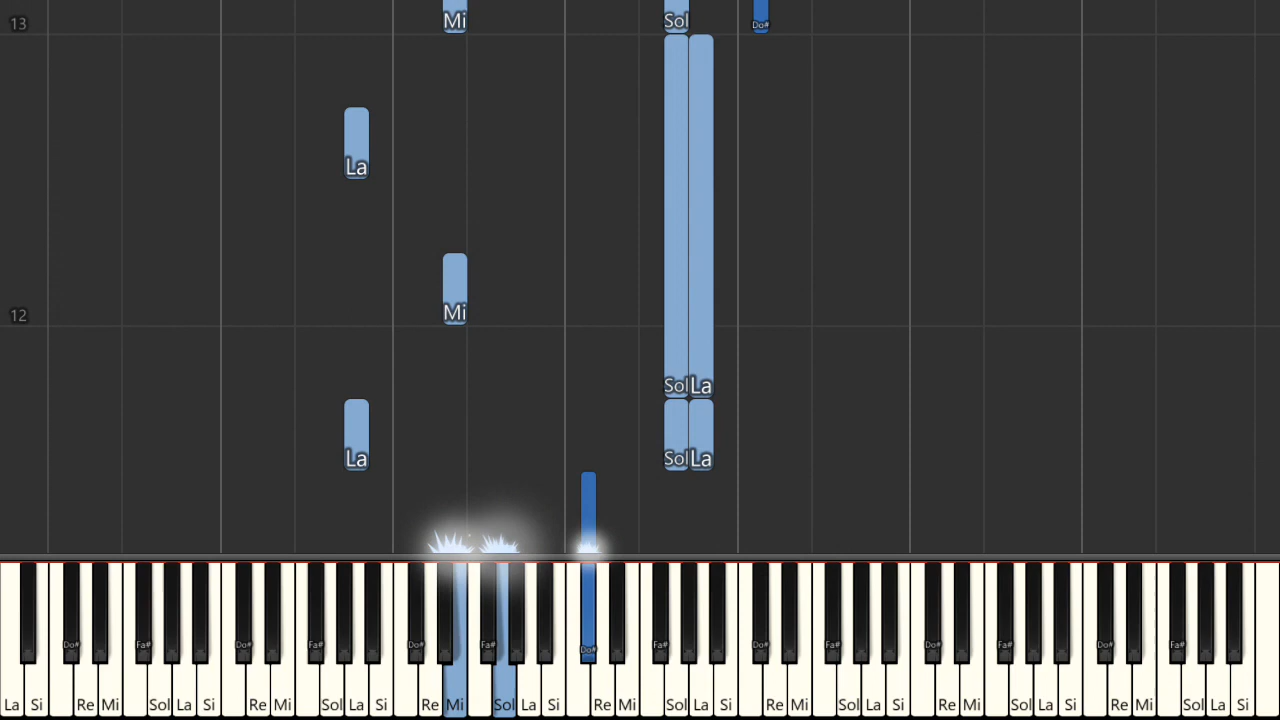 13 Mi Sol Do#
La
Mi
12
Sol La
La Sol La
Do# Fa# Do# Fa# Do# Fa# Do# Fa# Do# Fa# Do# Fa# Do# Fa#
La Si Re Mi Sol La Si Re Mi Sol La Si Re Mi Sol La Si Re Mi Sol La Si Re Mi Sol La Si Re Mi Sol La Si Re Mi Sol La Si